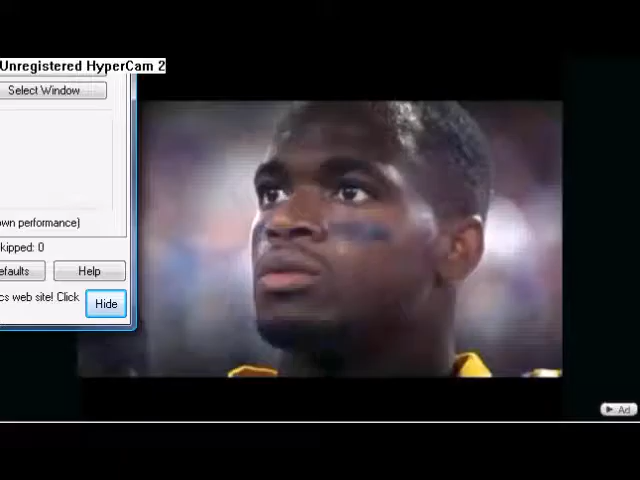 Unregistered HyperCam 2
Select Window
own performance)
kipped: 0
efaults
Help
cs web site! Click
Hide
Ad